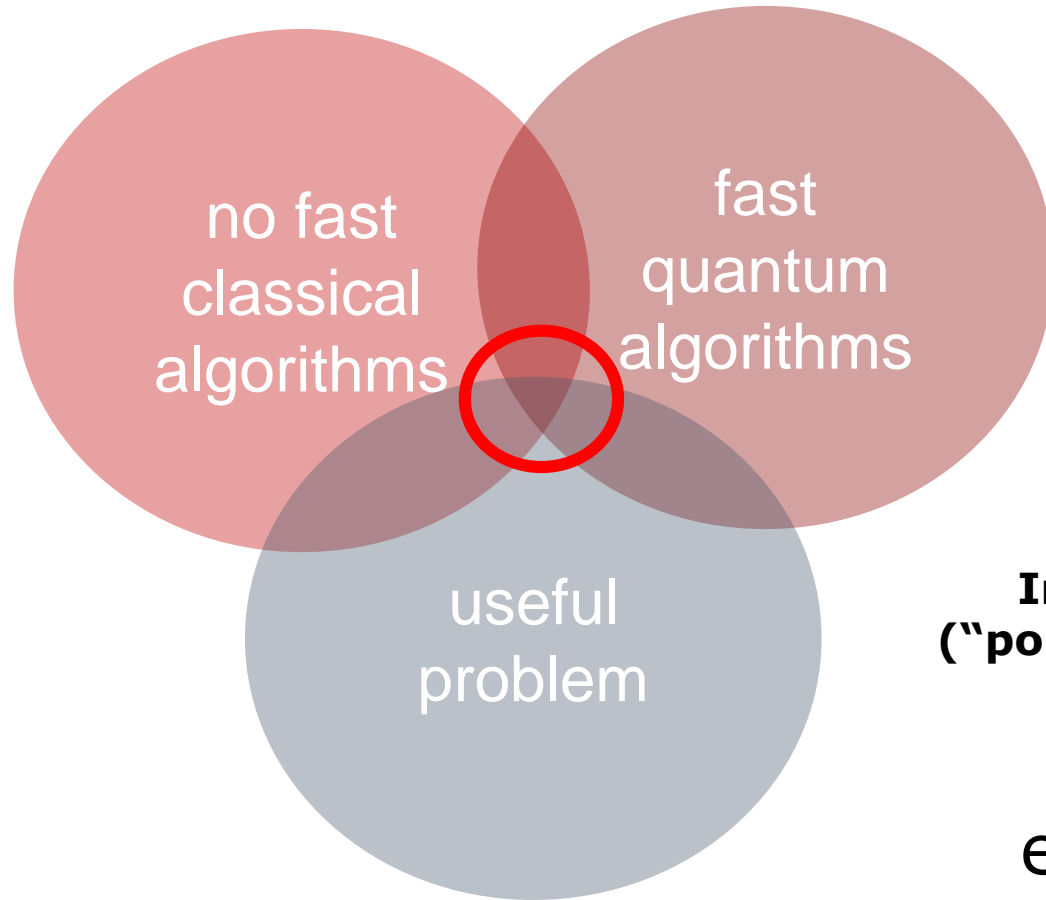 no fast
classical
algorithms
fast
quantum
algorithms
useful
problem